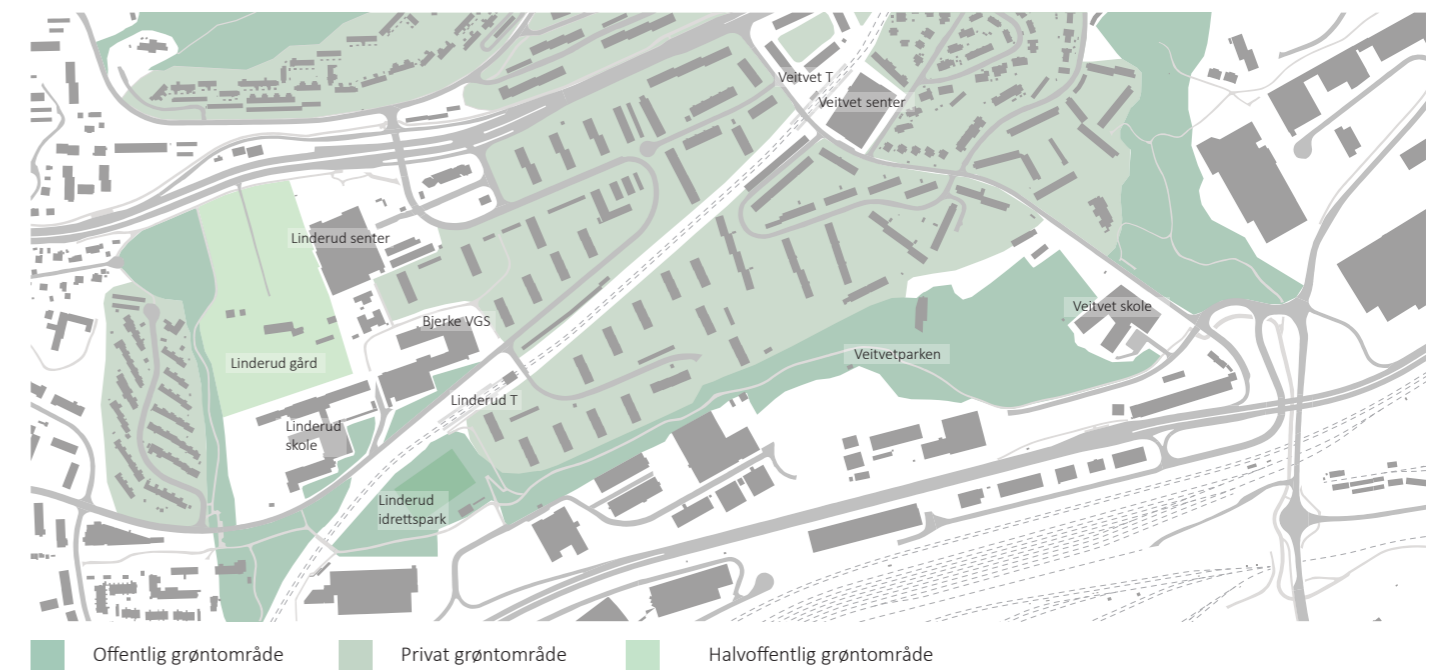 Veitvet T
Veitvet senter
Linderud senter
Veitvet skole
Bjerke VGS
Veitvetparken
Linderud gård
Linderud T
Linderud
skole
Linderud
idrettspark
Offentlig grøntområde
Privat grøntområde
Halvoffentlig grøntområde